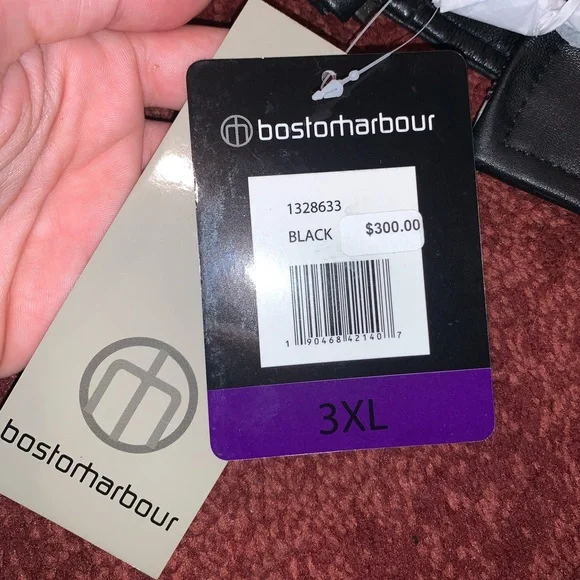 bostonharbour
1328633
BLACK $300.00
1 90468 42140 7
3XL
bostonharbour